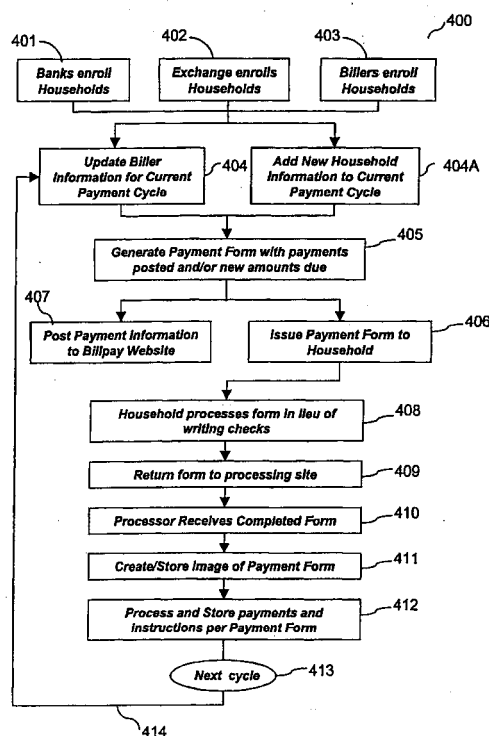 400
401
402
403
Banks enroll
Households
Exchange enrolls
Households
Billers enroll
Households
Update Biller
Information for Current
Payment Cycle
404
Add New Household
Information to Current
Payment Cycle
404A
Generate Payment Form with payments
posted and/or new amounts due
405
407
Post Payment Information
to Billpay Website
Issue Payment Form to
Household
406
Household processes form in lieu of
writing checks
408
Return form to processing site
409
Processor Receives Completed Form
410
Create/Store Image of Payment Form
411
Process and Store payments and
instructions per Payment Form
412
Next cycle
413
414